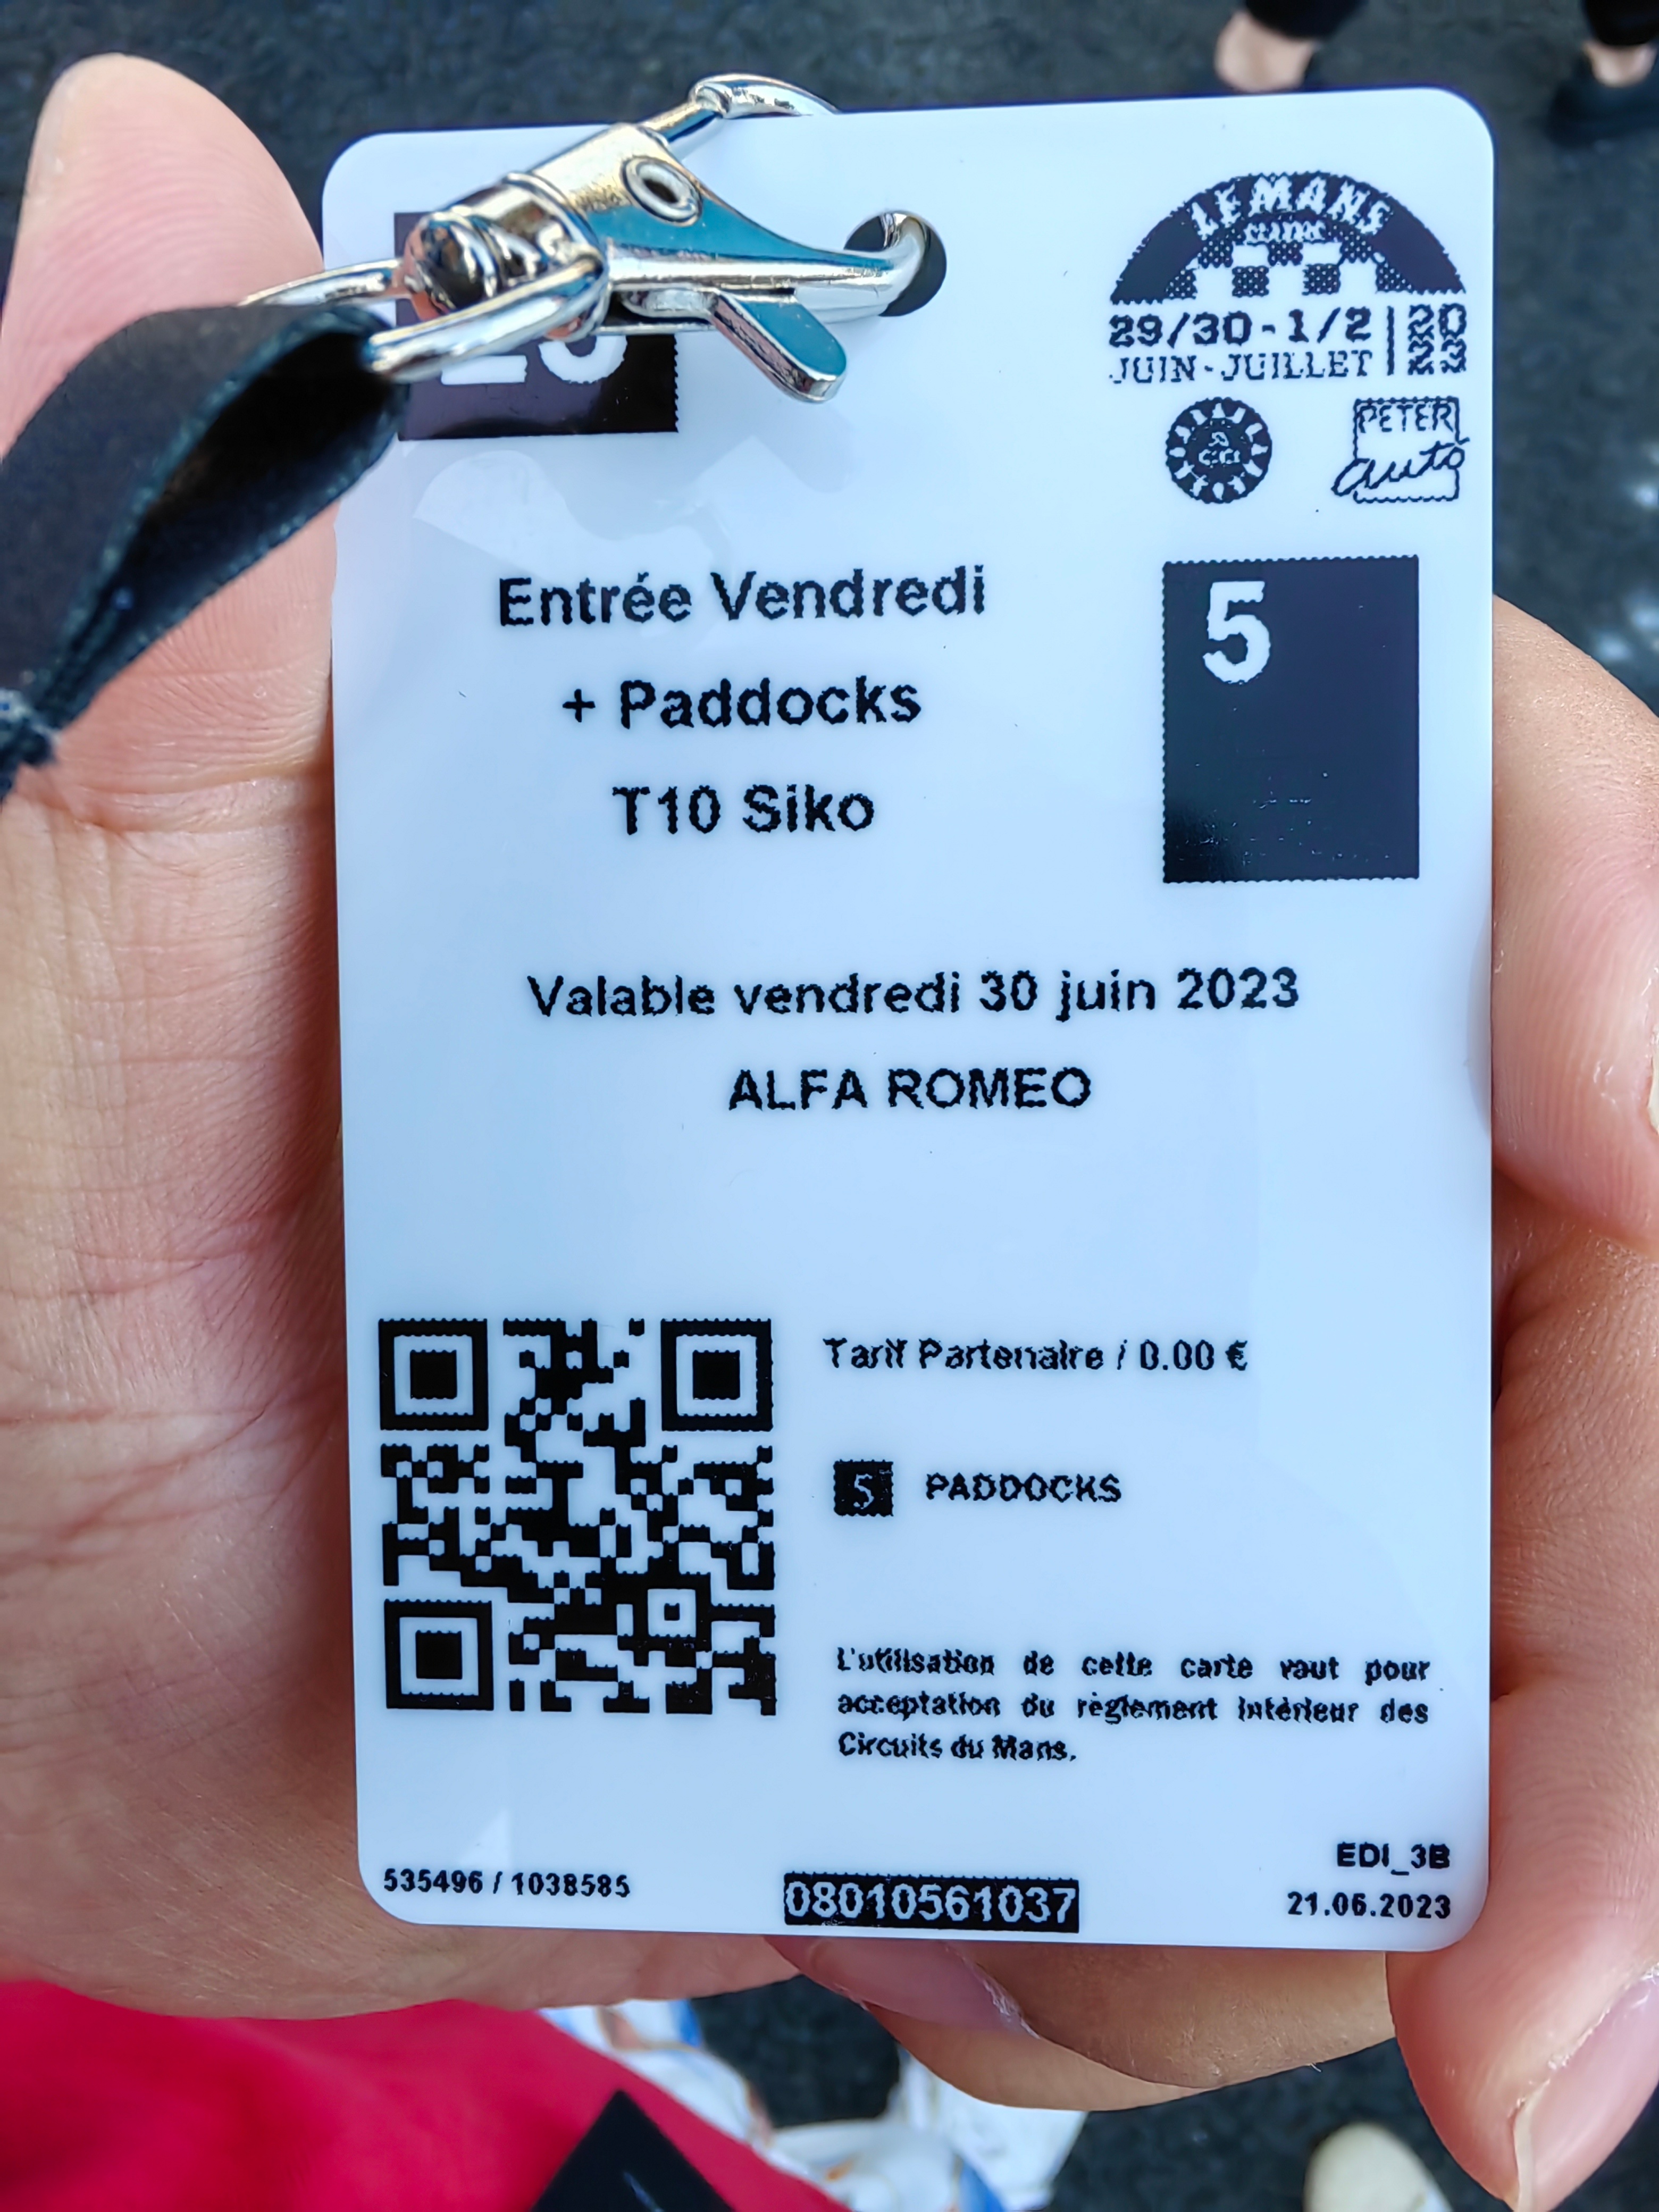 LE MANS
CLASSIC
29/30 - 1/2
JUIN - JUILLET
20
23
PETER
auto
Entrée Vendredi
+ Paddocks
T10 Siko
5
Valable vendredi 30 juin 2023
ALFA ROMEO
Tarif Partenaire / 0.00 €
5 PADDOCKS
L'utilisation de cette carte vaut pour
acceptation du règlement intérieur des
Circuits du Mans.
535496 / 1038585
08010561037
EDI_3B
21.06.2023